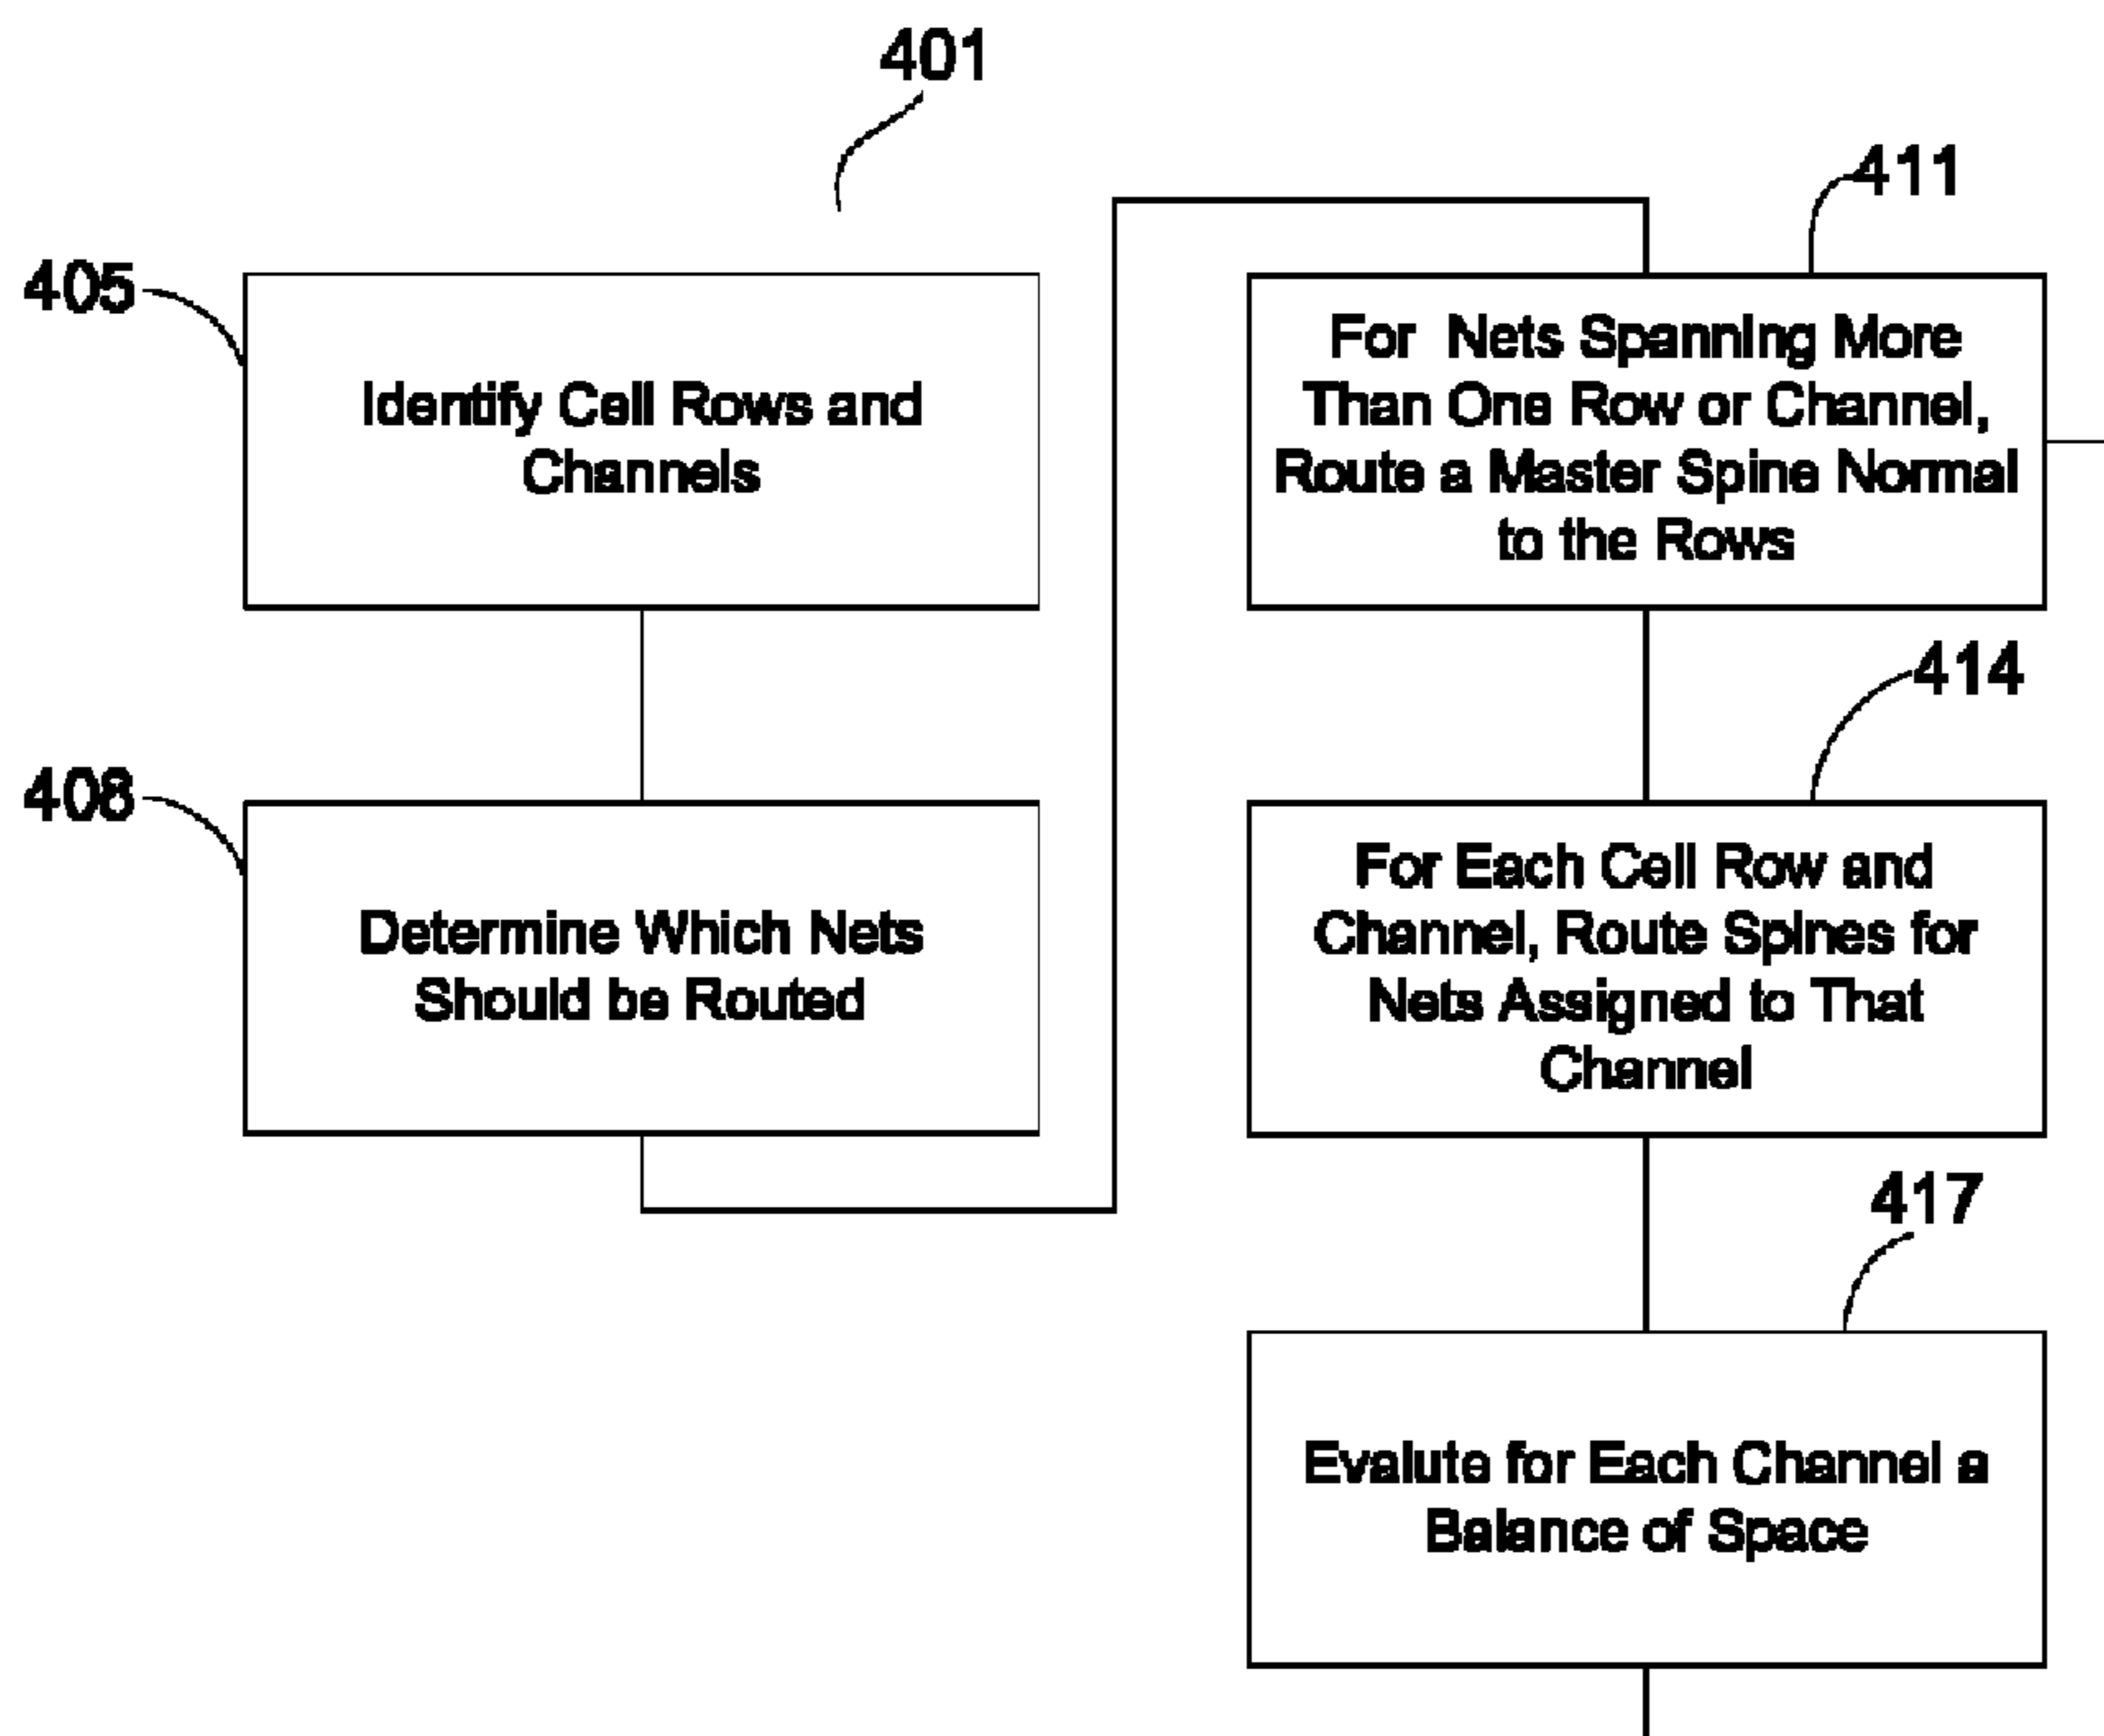 401
405
Identify Cell Rows and
Channels
408
Determine Which Nets
Should be Routed
411
For Nets Spanning More
Than One Row or Channel,
Route a Master Spine Normal
to the Rows
414
For Each Cell Row and
Channel, Route Spines for
Nets Assigned to That
Channel
417
Evalute for Each Channel a
Balance of Space